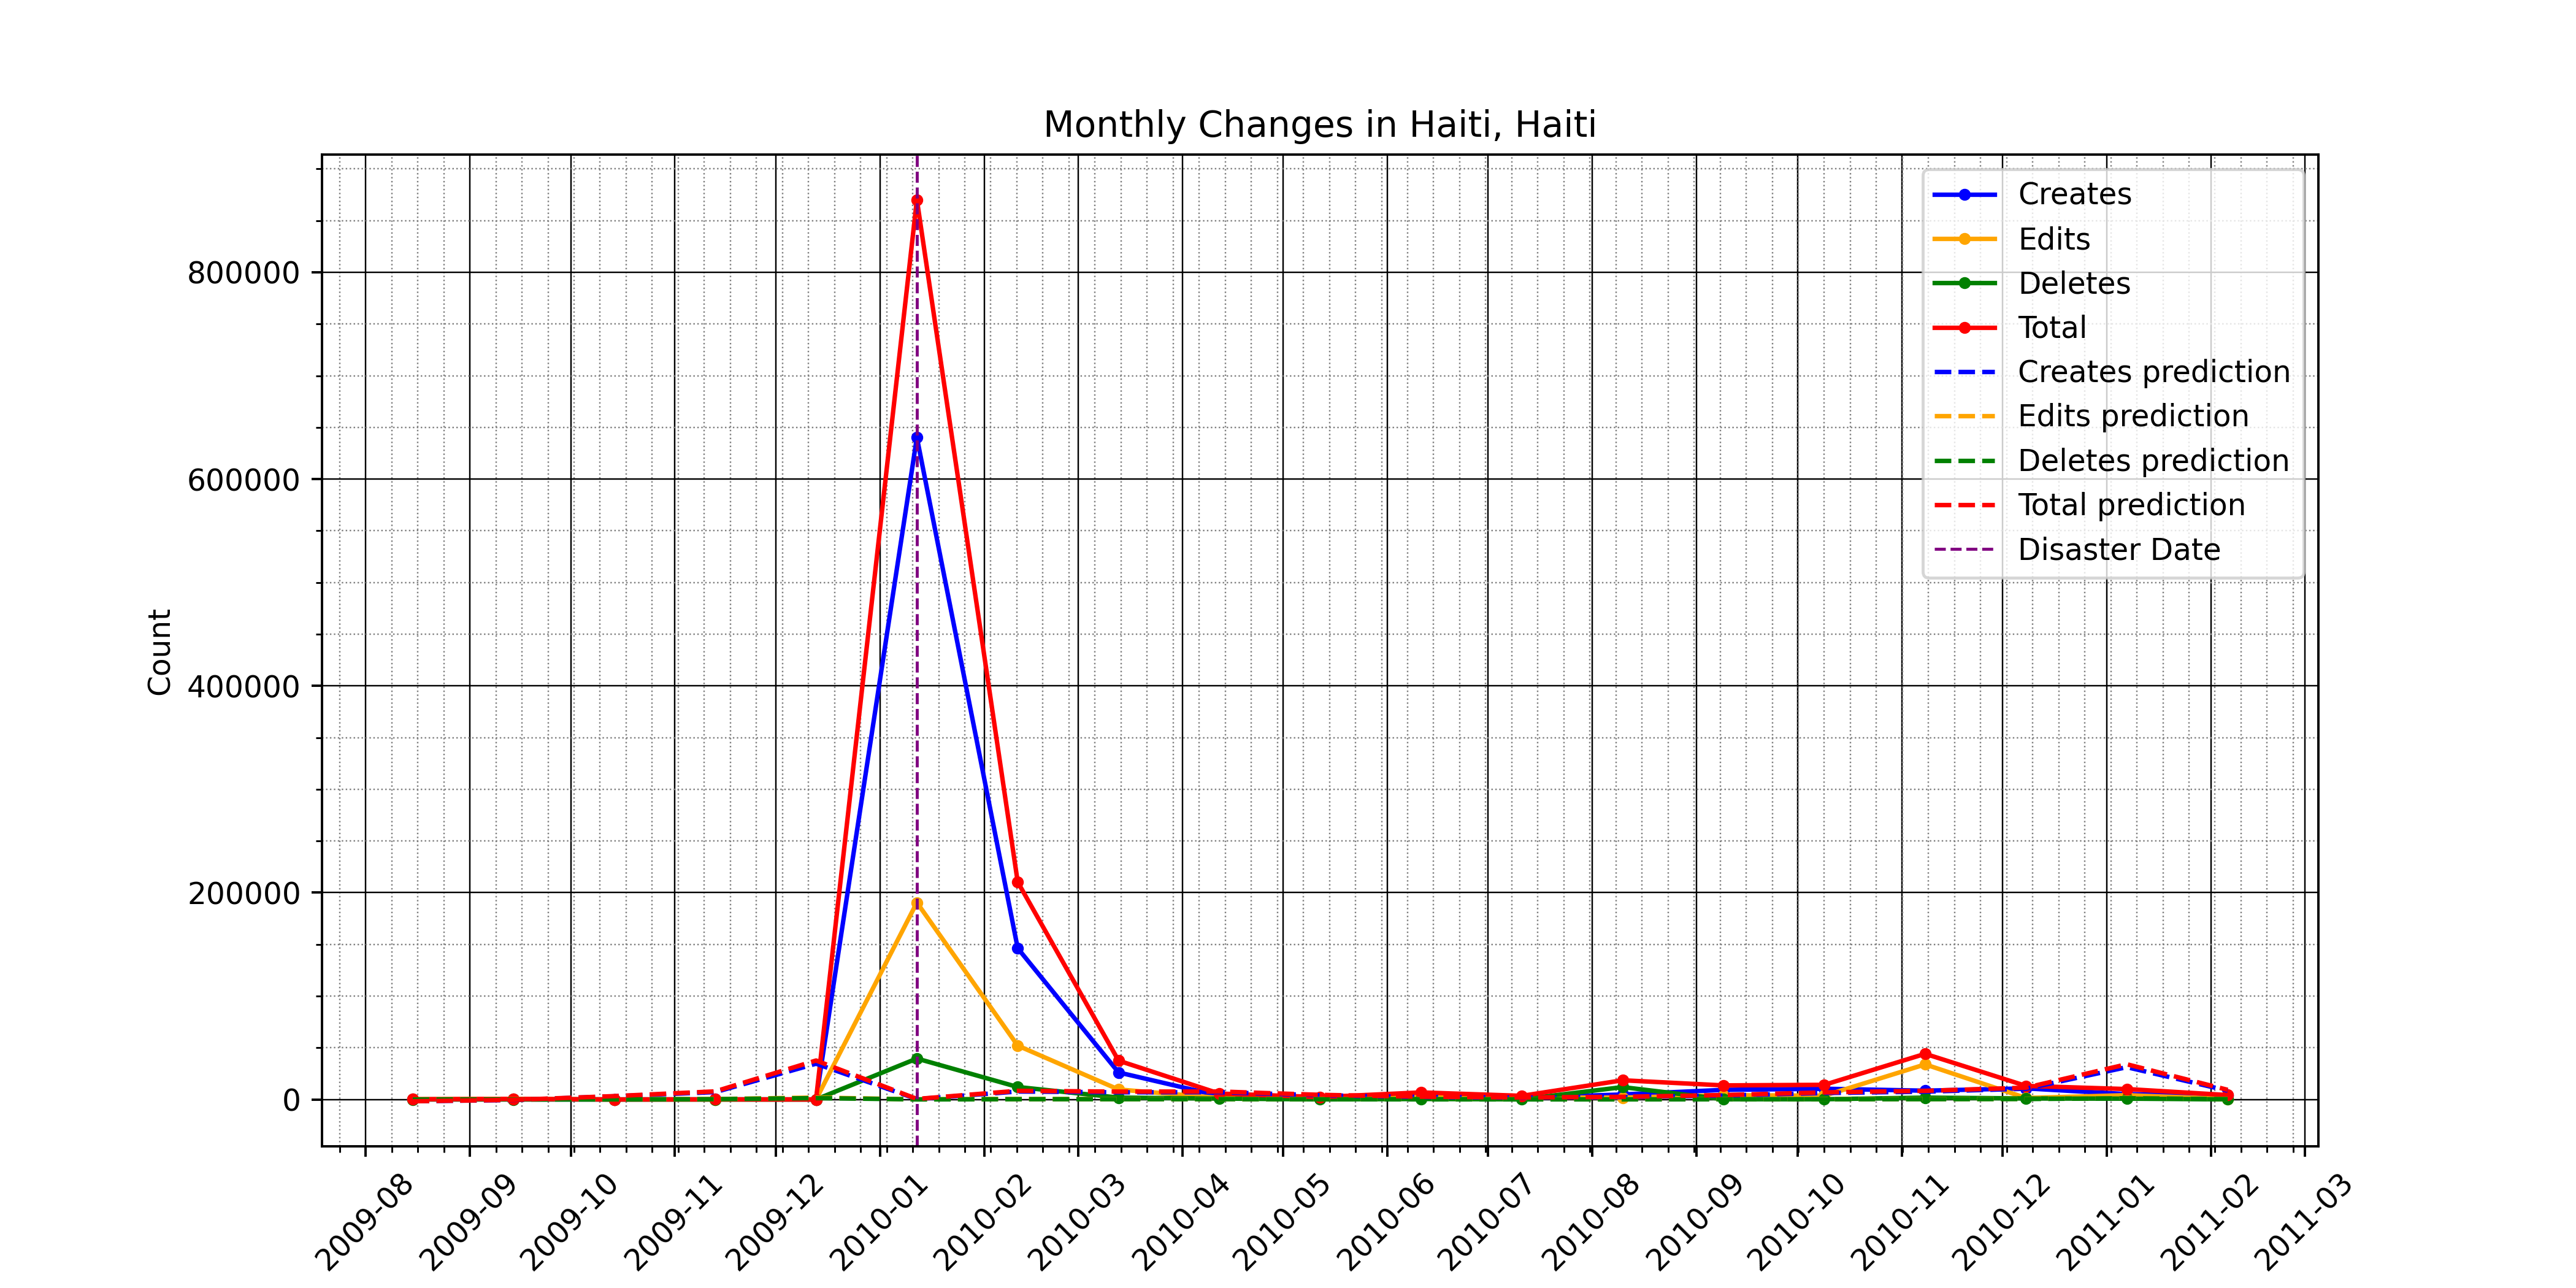 Monthly Changes in Haiti, Haiti
Creates
Edits
Deletes
Total
Creates prediction
Edits prediction
Deletes prediction
Total prediction
Disaster Date
Count
800000
600000
400000
200000
0
2009-08
2009-09
2009-10
2009-11
2009-12
2010-01
2010-02
2010-03
2010-04
2010-05
2010-06
2010-07
2010-08
2010-09
2010-10
2010-11
2010-12
2011-01
2011-02
2011-03